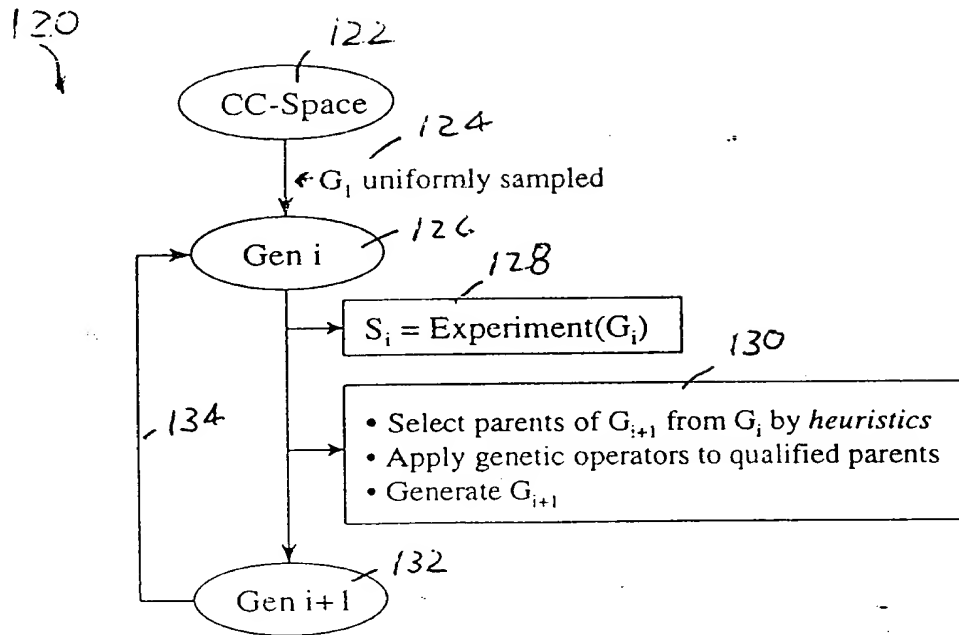 120
122
CC-Space
124
G₁ uniformly sampled
126
Gen i
128
Sᵢ = Experiment(Gᵢ)
130
• Select parents of Gᵢ₊₁ from Gᵢ by heuristics
• Apply genetic operators to qualified parents
• Generate Gᵢ₊₁
134
132
Gen i+1